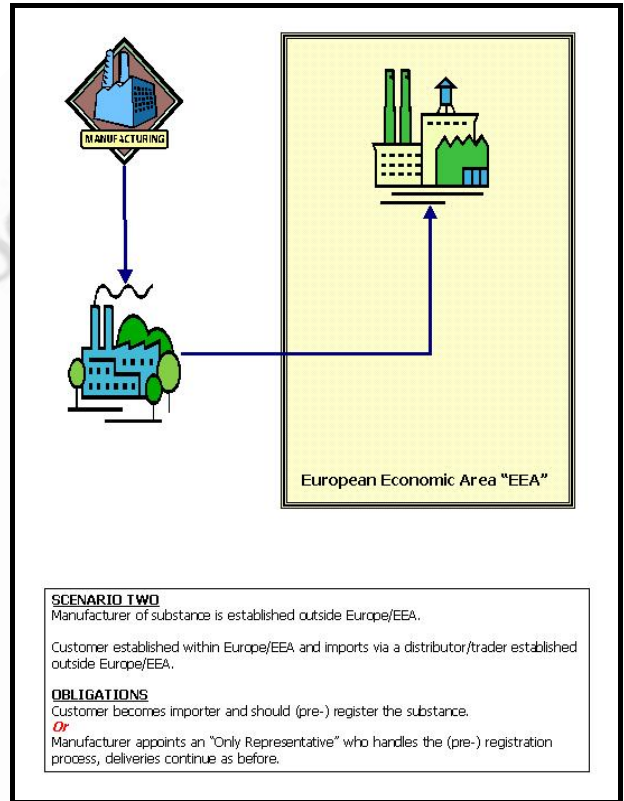 MANUFACTURING
European Economic Area "EEA"
SCENARIO TWO
Manufacturer of substance is established outside Europe/EEA.
Customer established within Europe/EEA and imports via a distributor/trader established
outside Europe/EEA.
OBLIGATIONS
Customer becomes importer and should (pre-) register the substance.
Or
Manufacturer appoints an "Only Representative" who handles the (pre-) registration
process, deliveries continue as before.